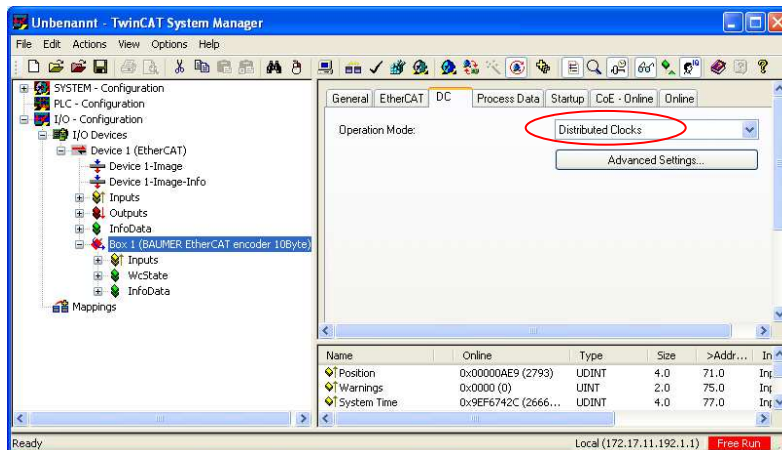 Unbenannt - TwinCAT System Manager
File Edit Actions View Options Help
SYSTEM - Configuration
PLC - Configuration
I/O - Configuration
I/O Devices
Device 1 (EtherCAT)
Device 1-Image
Device 1-Image-Info
Inputs
Outputs
InfoData
Box 1 (BAUMER EtherCAT encoder 10Byte)
Inputs
WcState
InfoData
Mappings
General EtherCAT DC Process Data Startup CoE - Online Online
Operation Mode: Distributed Clocks
Advanced Settings...
Name Online Type Size >Addr... In
Position 0x00000AE9 (2793) UDINT 4.0 71.0 Inp
Warnings 0x0000 (0) UINT 2.0 75.0 Inp
System Time 0x9EF6742C (2666... UDINT 4.0 77.0 Inp
Ready Local (172.17.11.192.1.1) Free Run